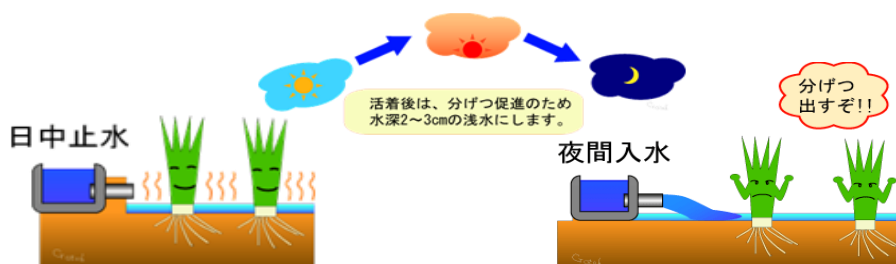 日中止水
活着後は、分げつ促進のため
水深2～3cmの浅水にします。
夜間入水
分げつ
出すぞ!!